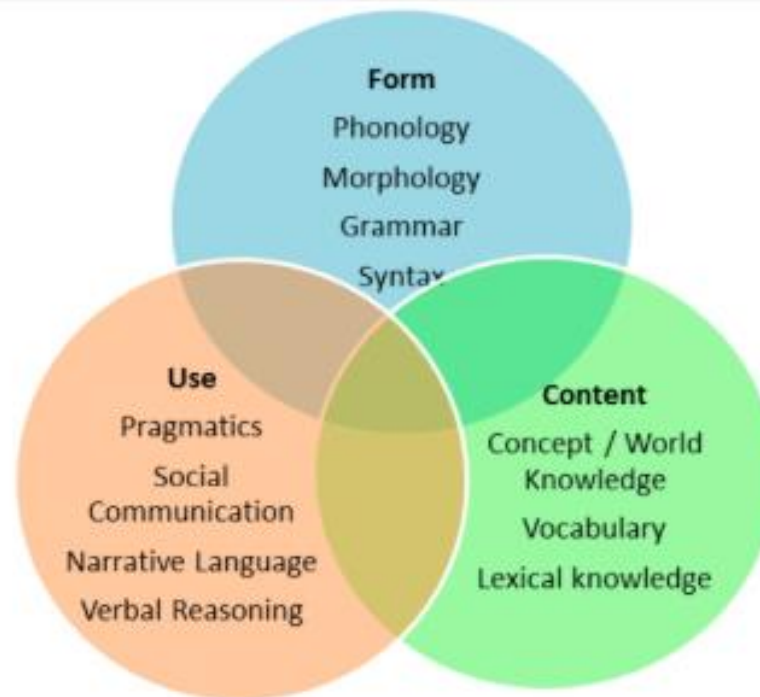 Form
Phonology
Morphology
Grammar
Syntax
Use
Pragmatics
Social
Communication
Narrative Language
Verbal Reasoning
Content
Concept / World
Knowledge
Vocabulary
Lexical knowledge